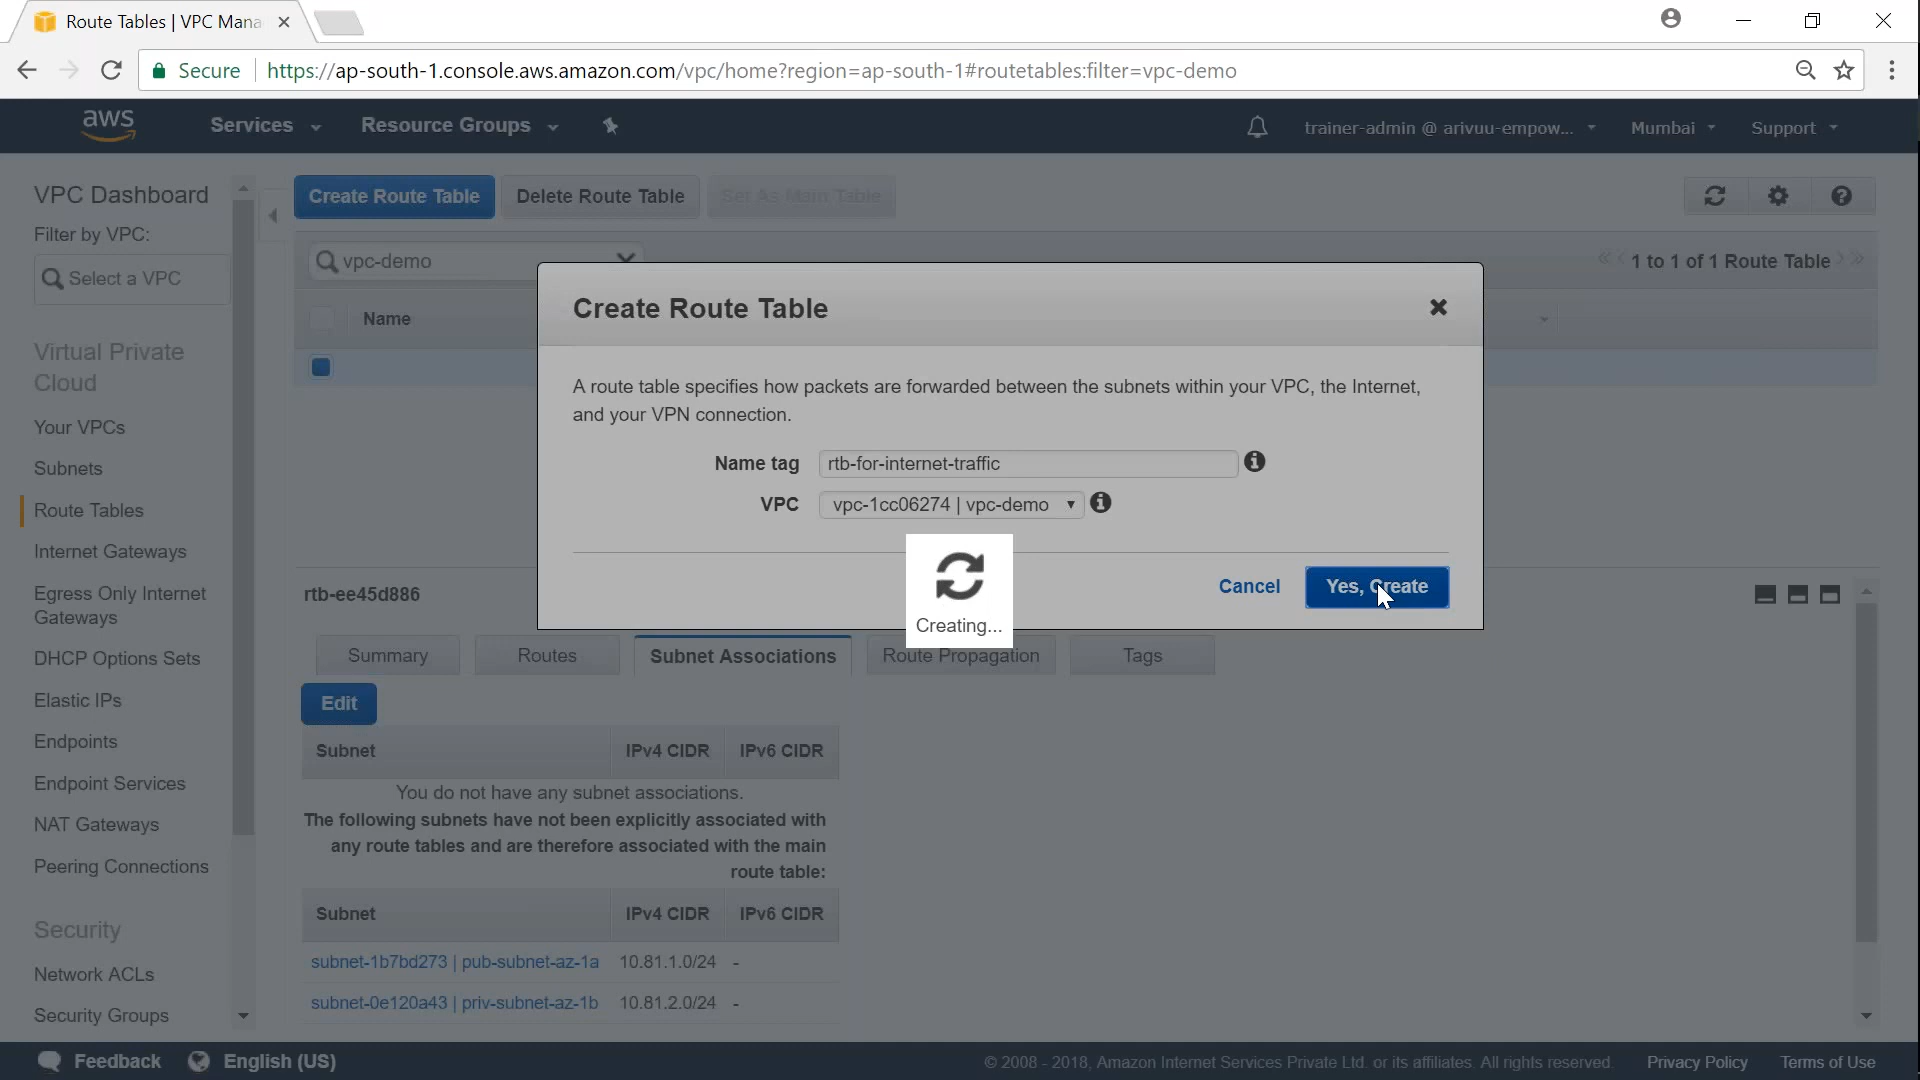 Route Tables | VPC Mana
Secure
https://ap-south-1.console.aws.amazon.com/vpc/home?region=ap-south-1#routetables:filter=vpc-demo
aws
Services
Resource Groups
trainer-admin @ arivuu-empow...
Mumbai
Support
VPC Dashboard
Filter by VPC:
Select a VPC
Virtual Private
Cloud
Your VPCs
Subnets
Route Tables
Internet Gateways
Egress Only Internet
Gateways
DHCP Options Sets
Elastic IPs
Endpoints
Endpoint Services
NAT Gateways
Peering Connections
Security
Network ACLs
Security Groups
Create Route Table
Delete Route Table
Set As Main Table
vpc-demo
1 to 1 of 1 Route Table
Name
Create Route Table
A route table specifies how packets are forwarded between the subnets within your VPC, the Internet,
and your VPN connection.
Name tag
rtb-for-internet-traffic
VPC
vpc-1cc06274 | vpc-demo
Creating...
Cancel
Yes, Create
rtb-ee45d886
Summary
Routes
Subnet Associations
Route Propagation
Tags
Edit
Subnet IPv4 CIDR IPv6 CIDR
You do not have any subnet associations.
The following subnets have not been explicitly associated with
any route tables and are therefore associated with the main
route table:
Subnet IPv4 CIDR IPv6 CIDR
subnet-1b7bd273 | pub-subnet-az-1a 10.81.1.0/24 -
subnet-0e120a43 | priv-subnet-az-1b 10.81.2.0/24 -
Feedback
English (US)
© 2008 - 2018, Amazon Internet Services Private Ltd. or its affiliates. All rights reserved.
Privacy Policy
Terms of Use